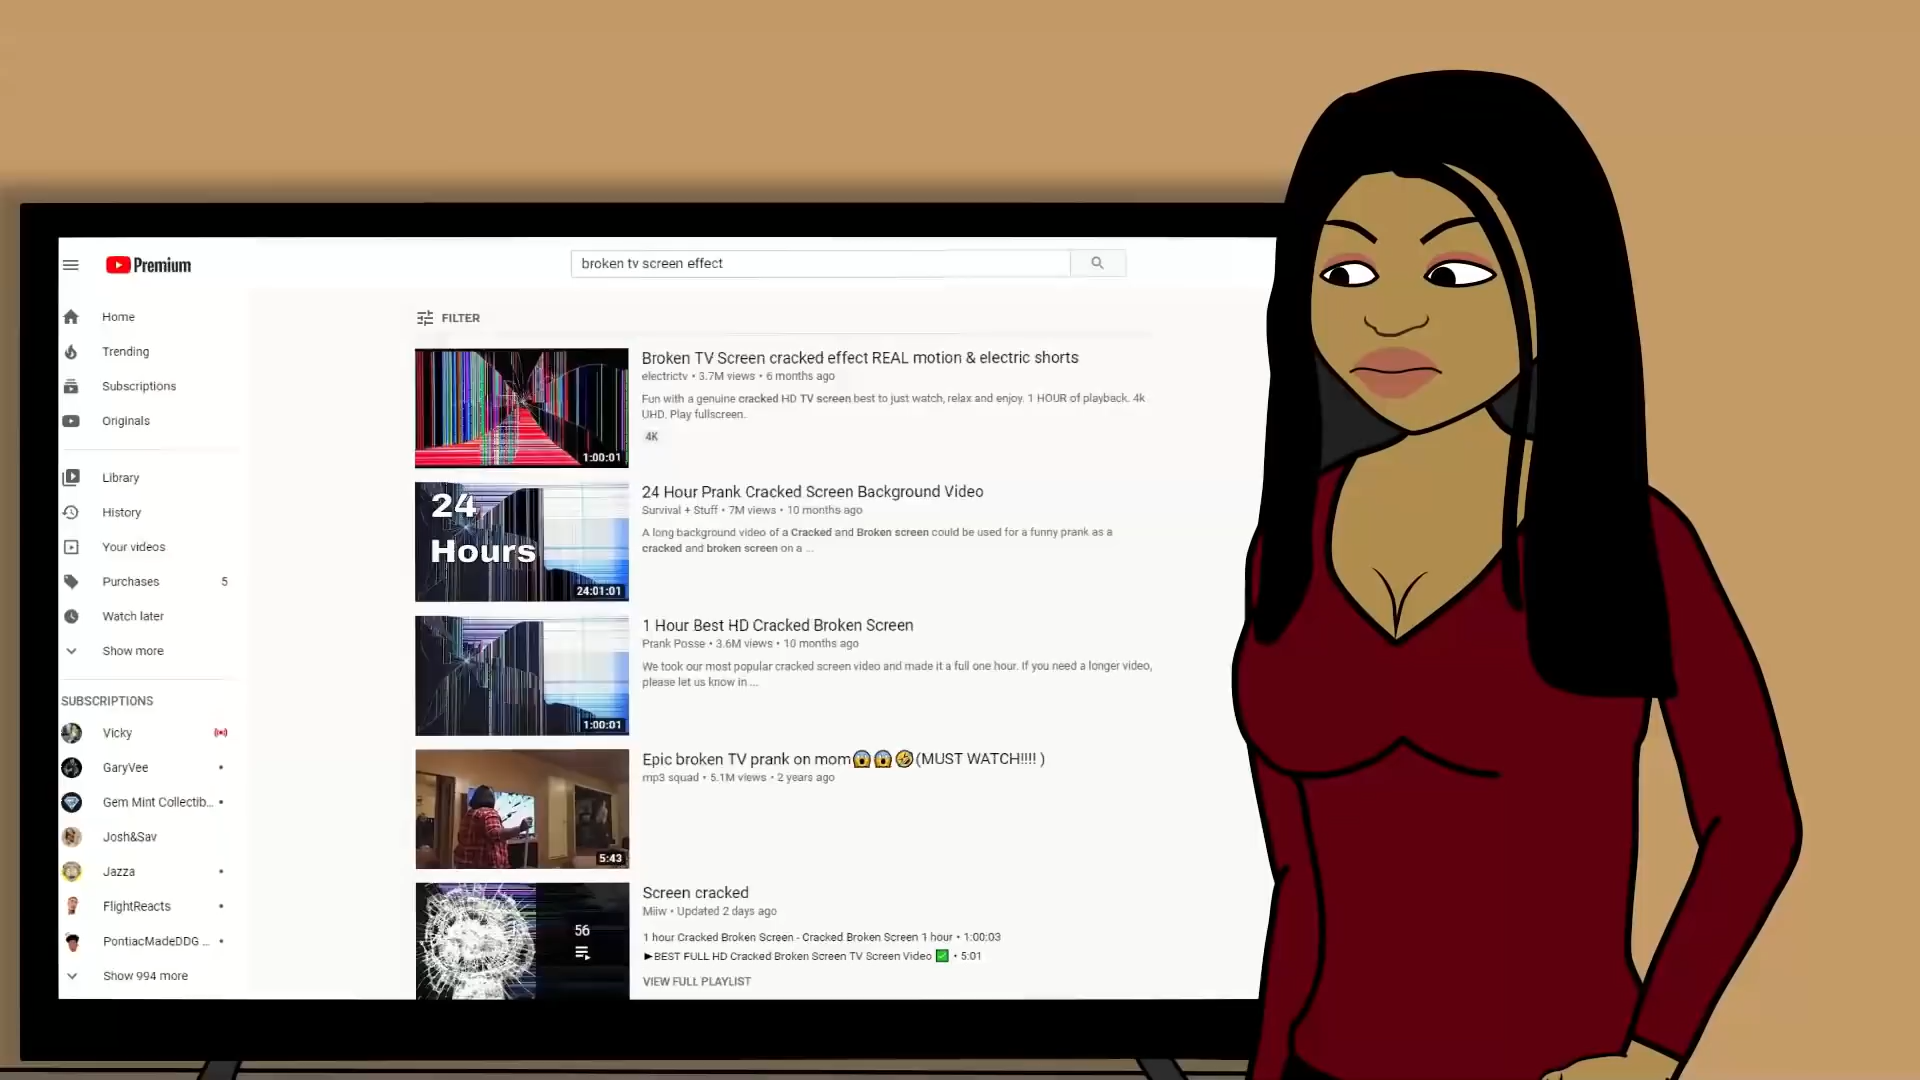 Premium
broken tv screen effect
Home
Trending
Subscriptions
Originals
Library
History
Your videos
Purchases 5
Watch later
Show more
SUBSCRIPTIONS
Vicky
GaryVee
Gem Mint Collectib...
Josh&Sav
Jazza
FlightReacts
PontiacMadeDDG ...
Show 994 more
FILTER
1:00:01
Broken TV Screen cracked effect REAL motion & electric shorts
electrictv • 3.7M views • 6 months ago
Fun with a genuine cracked HD TV screen best to just watch, relax and enjoy. 1 HOUR of playback. 4k
UHD. Play fullscreen.
4K
24
Hours
24:01:01
24 Hour Prank Cracked Screen Background Video
Survival + Stuff • 7M views • 10 months ago
A long background video of a Cracked and Broken screen could be used for a funny prank as a
cracked and broken screen on a ...
1:00:01
1 Hour Best HD Cracked Broken Screen
Prank Posse • 3.6M views • 10 months ago
We took our most popular cracked screen video and made it a full one hour. If you need a longer video,
please let us know in ...
5:43
Epic broken TV prank on mom😱😱🤣(MUST WATCH!!!! )
mp3 squad • 5.1M views • 2 years ago
56
Screen cracked
Miiw • Updated 2 days ago
1 hour Cracked Broken Screen - Cracked Broken Screen 1 hour • 1:00:03
►BEST FULL HD Cracked Broken Screen TV Screen Video ✅ • 5:01
VIEW FULL PLAYLIST